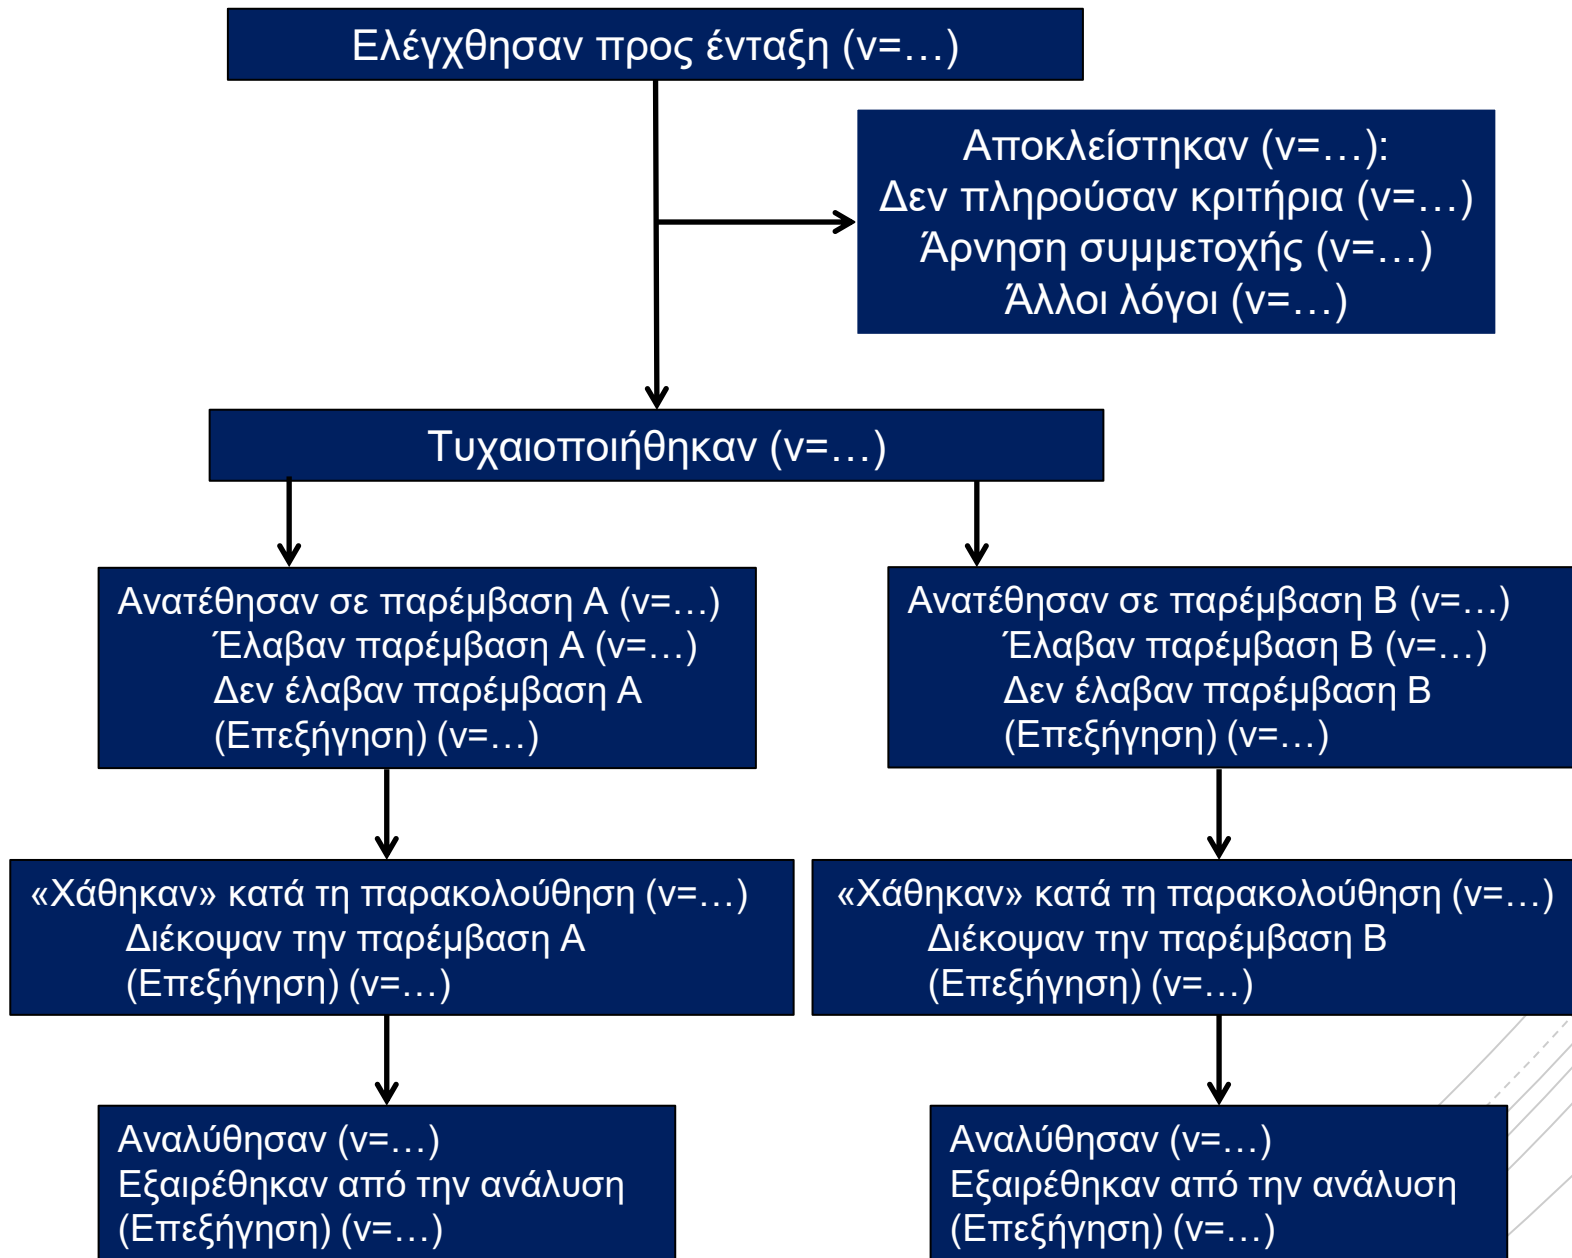 Ελέγχθησαν προς ένταξη (ν=…)
Αποκλείστηκαν (ν=…):
Δεν πληρούσαν κριτήρια (ν=…)
Άρνηση συμμετοχής (ν=…)
Άλλοι λόγοι (ν=…)
Τυχαιοποιήθηκαν (ν=…)
Ανατέθησαν σε παρέμβαση Α (ν=…)
Έλαβαν παρέμβαση Α (ν=…)
Δεν έλαβαν παρέμβαση Α
(Επεξήγηση) (ν=…)
Ανατέθησαν σε παρέμβαση Β (ν=…)
Έλαβαν παρέμβαση Β (ν=…)
Δεν έλαβαν παρέμβαση Β
(Επεξήγηση) (ν=…)
«Χάθηκαν» κατά τη παρακολούθηση (ν=…)
Διέκοψαν την παρέμβαση Α
(Επεξήγηση) (ν=…)
«Χάθηκαν» κατά τη παρακολούθηση (ν=…)
Διέκοψαν την παρέμβαση Β
(Επεξήγηση) (ν=…)
Αναλύθησαν (ν=…)
Εξαιρέθηκαν από την ανάλυση
(Επεξήγηση) (ν=…)
Αναλύθησαν (ν=…)
Εξαιρέθηκαν από την ανάλυση
(Επεξήγηση) (ν=…)